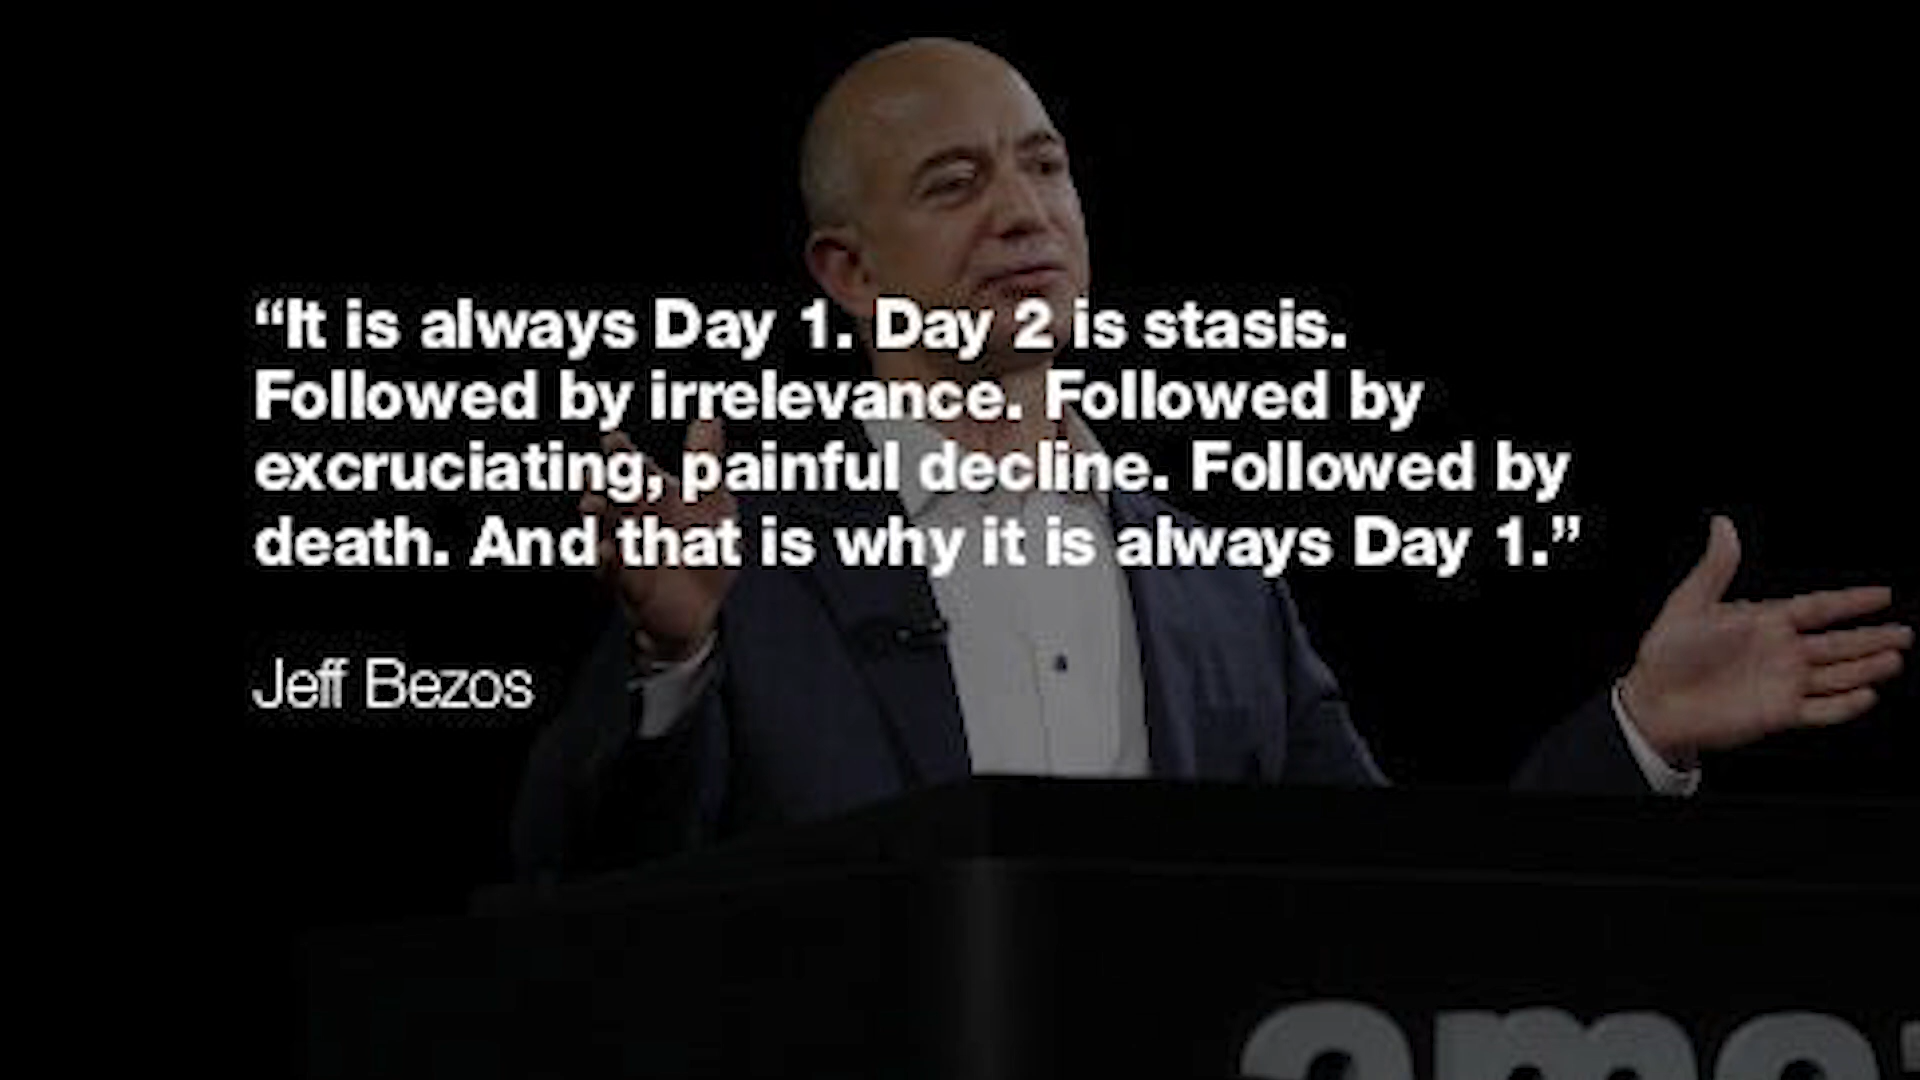 “It is always Day 1. Day 2 is stasis.
Followed by irrelevance. Followed by
excruciating, painful decline. Followed by
death. And that is why it is always Day 1.”
Jeff Bezos